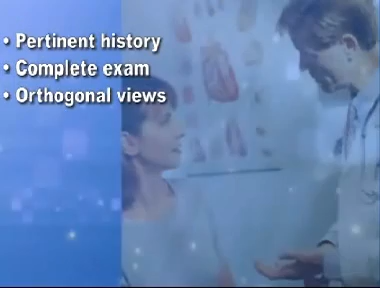 • Pertinent history
• Complete exam
• Orthogonal views